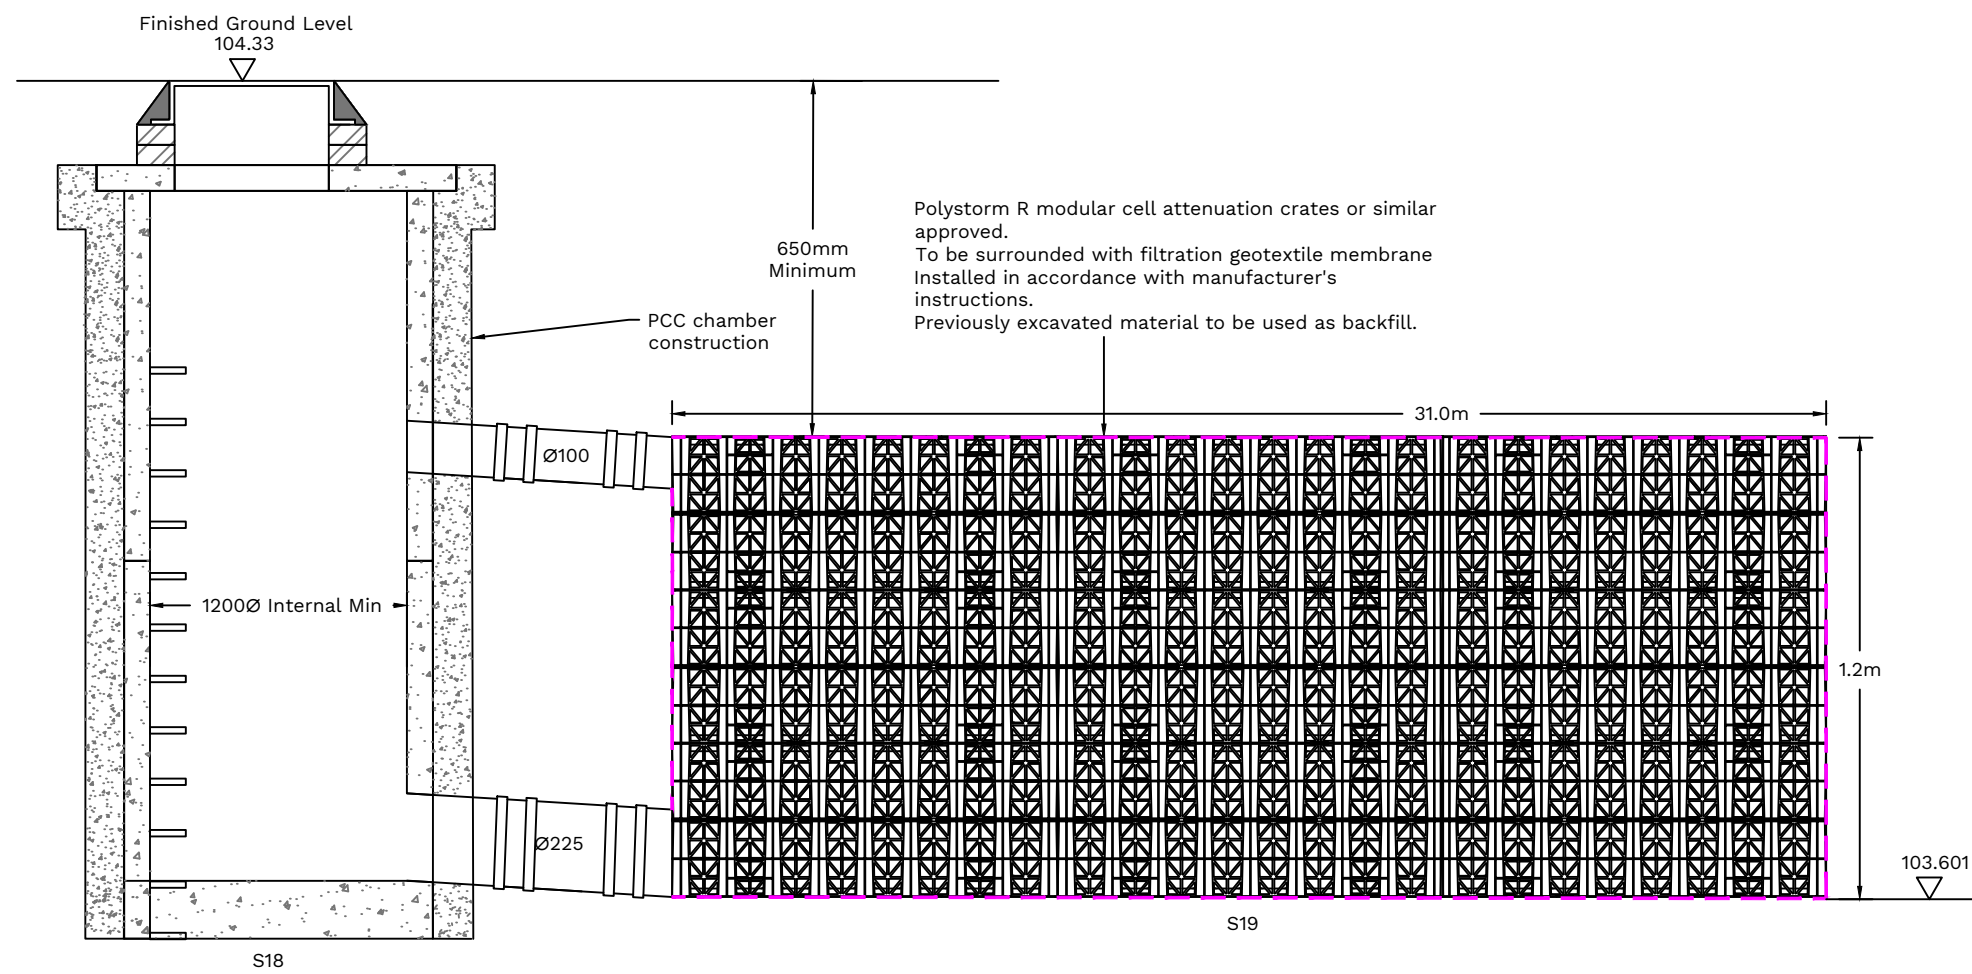 Finished Ground Level
104.33
650mm
Minimum
Polystorm R modular cell attenuation crates or similar
approved.
To be surrounded with filtration geotextile membrane
Installed in accordance with manufacturer's
instructions.
Previously excavated material to be used as backfill.
PCC chamber
construction
31.0m
Ø100
1200Ø Internal Min
1.2m
Ø225
103.601
S19
S18